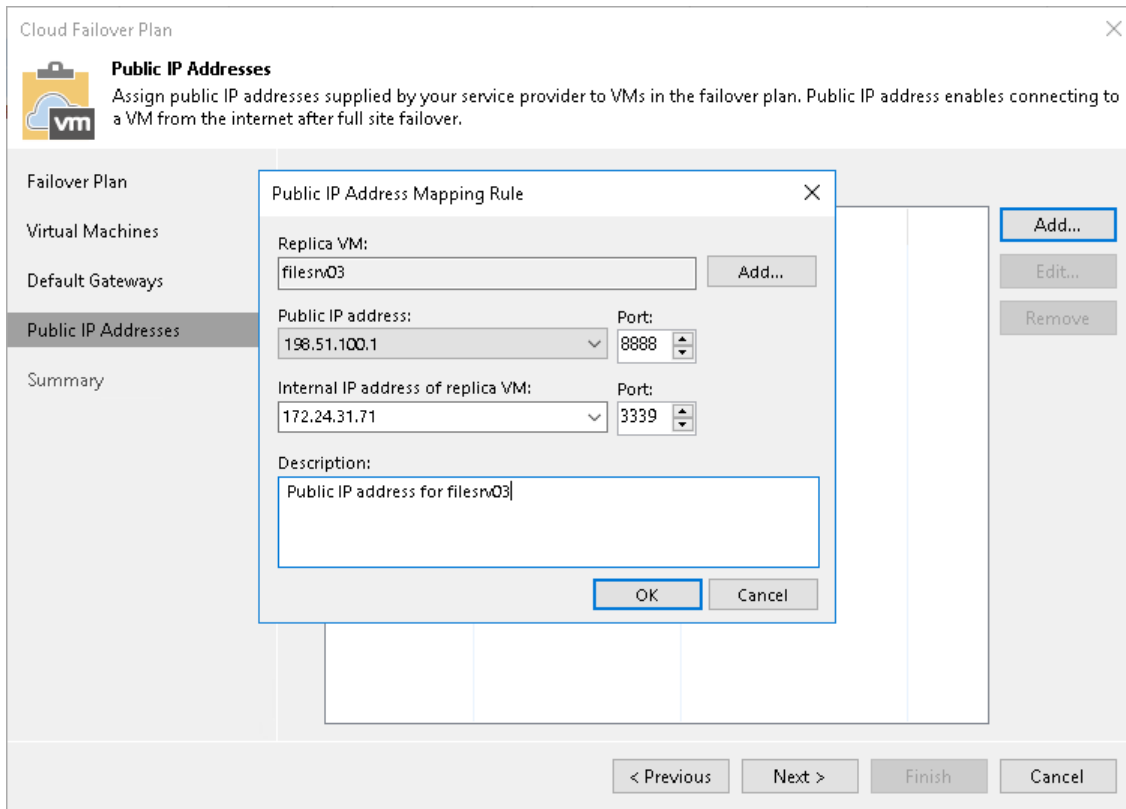 Cloud Failover Plan
Public IP Addresses
Assign public IP addresses supplied by your service provider to VMs in the failover plan. Public IP address enables connecting to
a VM from the internet after full site failover.
vm
Failover Plan
Virtual Machines
Default Gateways
Public IP Addresses
Summary
Public IP Address Mapping Rule
Replica VM:
filesrv03
Add...
Public IP address:
Port:
198.51.100.1
8888
Internal IP address of replica VM:
Port:
172.24.31.71
3339
Description:
Public IP address for filesrv03
OK
Cancel
Add...
Edit...
Remove
< Previous
Next >
Finish
Cancel